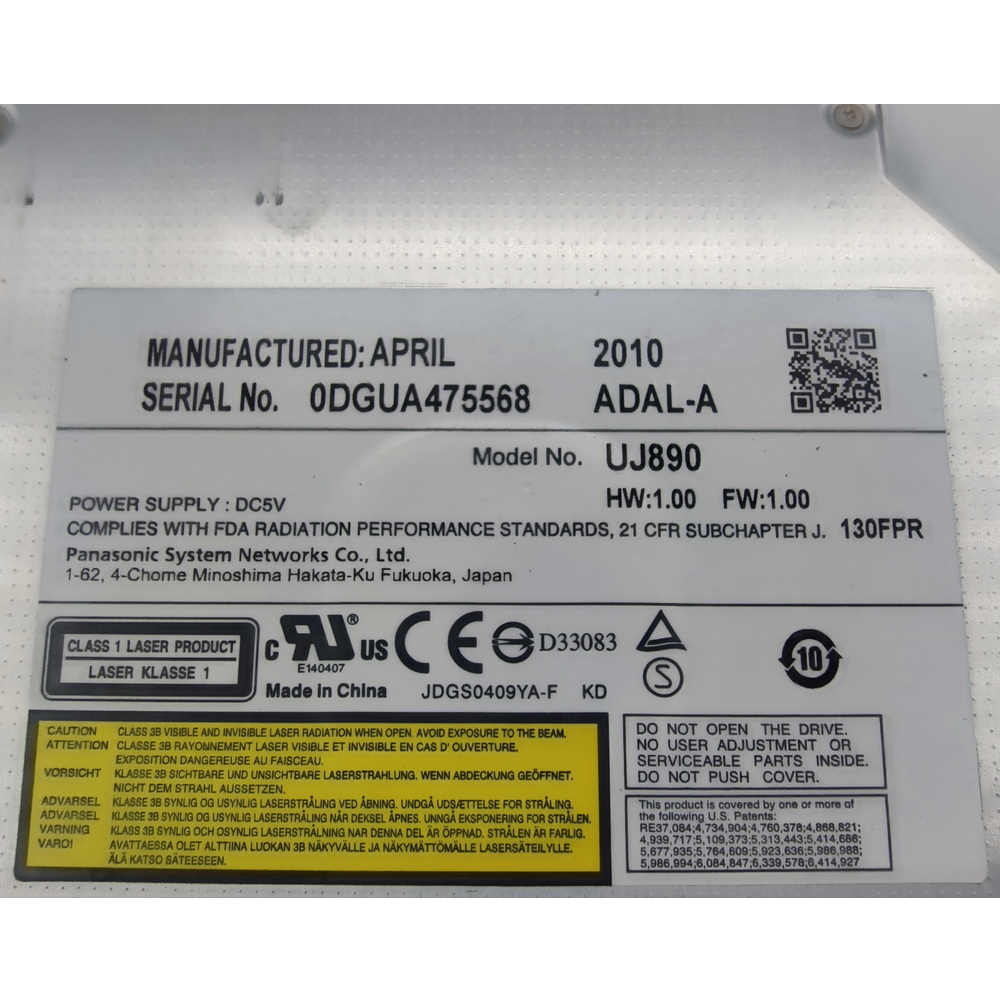 MANUFACTURED: APRIL 2010
SERIAL No. 0DGUA475568 ADAL-A
Model No. UJ890
HW:1.00 FW:1.00
POWER SUPPLY : DC5V
COMPLIES WITH FDA RADIATION PERFORMANCE STANDARDS, 21 CFR SUBCHAPTER J. 130FPR
Panasonic System Networks Co., Ltd.
1-62, 4-Chome Minoshima Hakata-Ku Fukuoka, Japan
CLASS 1 LASER PRODUCT
LASER KLASSE 1
c RU ® US CE D33083
E140407
Made in China JDGS0409YA-F KD
S
10
CAUTION CLASS 3B VISIBLE AND INVISIBLE LASER RADIATION WHEN OPEN. AVOID EXPOSURE TO THE BEAM.
ATTENTION CLASSE 3B RAYONNEMENT LASER VISIBLE ET INVISIBLE EN CAS D' OUVERTURE.
EXPOSITION DANGEREUSE AU FAISCEAU.
VORSICHT KLASSE 3B SICHTBARE UND UNSICHTBARE LASERSTRAHLUNG. WENN ABDECKUNG GEÖFFNET.
NICHT DEM STRAHL AUSSETZEN.
ADVARSEL KLASSE 3B SYNLIG OG USYNLIG LASERSTRÅLING VED ÅBNING. UNDGÅ UDSÆTTELSE FOR STRÅLING.
ADVARSEL KLASSE 3B SYNLIG OG USYNLIG LASERSTRÅLING NÅR DEKSEL ÅPNES. UNNGÅ EKSPONERING FOR STRÅLEN.
VARNING KLASS 3B SYNLIG OCH OSYNLIG LASERSTRÅLNING NÄR DENNA DEL ÄR ÖPPNAD. STRÅLEN ÄR FARLIG.
VARO! AVATTAESSA OLET ALTTIINA LUOKAN 3B NÄKYVÄLLE JA NÄKYMÄTTÖMÄLLE LASERSÄTEILYLLE.
ÄLÄ KATSO SÄTEESEEN.
DO NOT OPEN THE DRIVE.
NO USER ADJUSTMENT OR
SERVICEABLE PARTS INSIDE.
DO NOT PUSH COVER.
This product is covered by one or more of
the following U.S. Patents:
RE37,084;4,734,904;4,760,378;4,868,821;
4,939,717;5,109,373;5,313,443;5,414,686;
5,677,935;5,764,609;5,923,636;5,986,988;
5,986,994;6,084,847;6,339,578;6,414,927